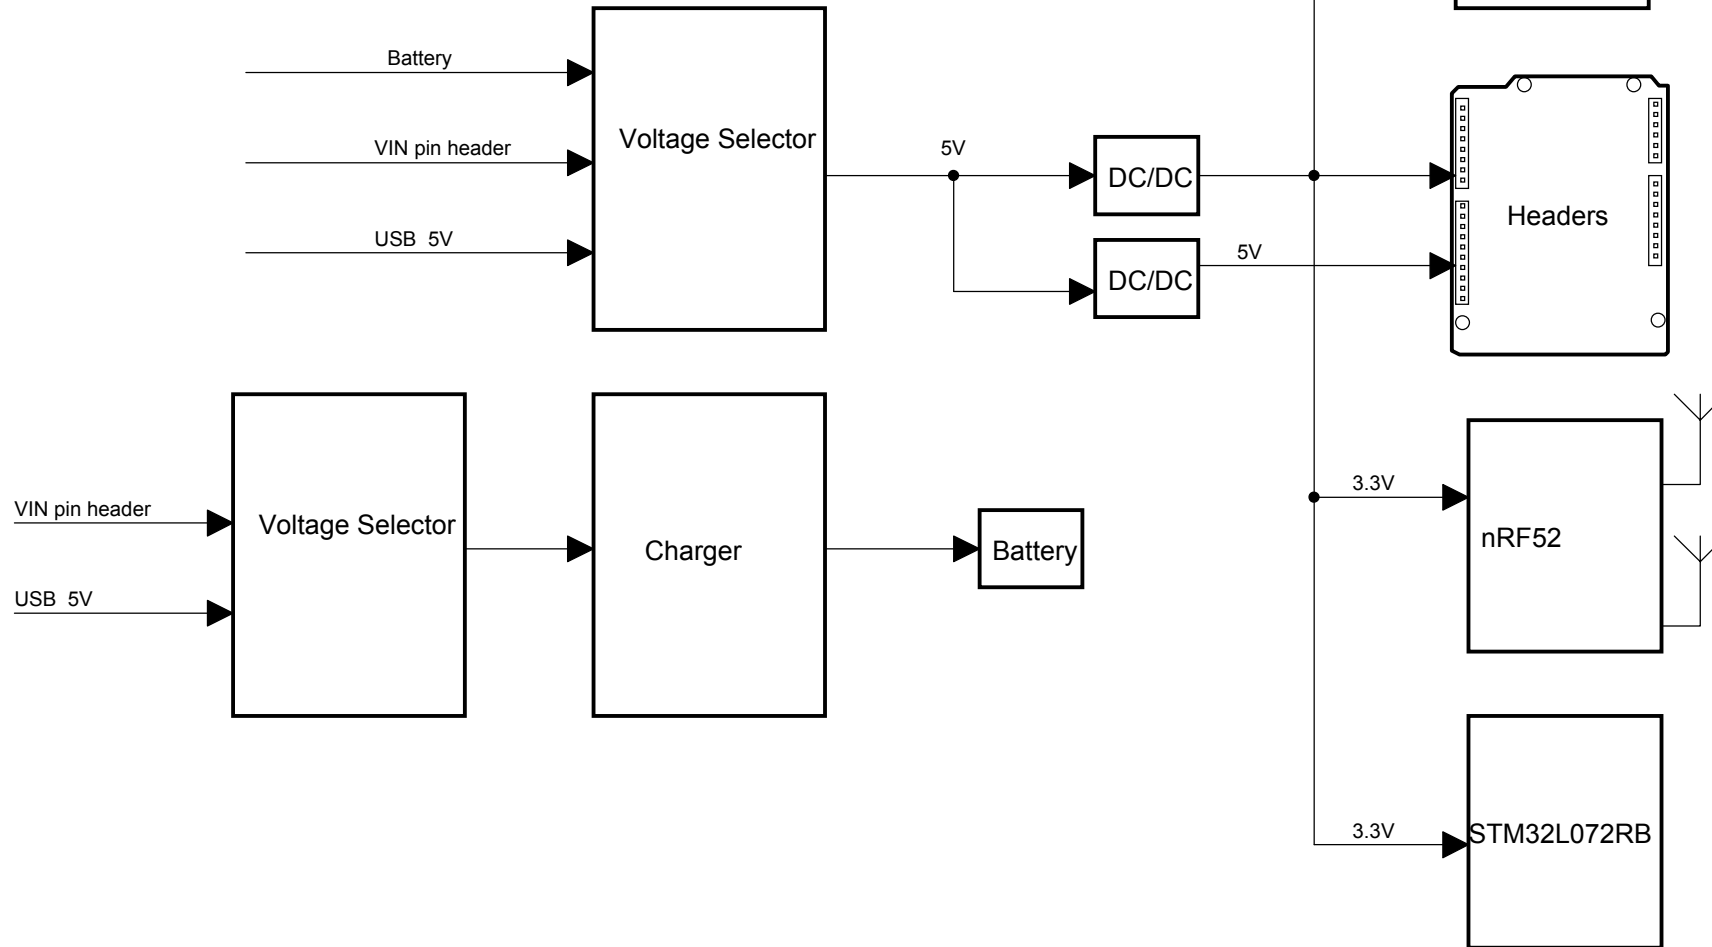 Battery
VIN pin header
USB  5V
Voltage Selector
5V
DC/DC
DC/DC
5V
Headers
VIN pin header
USB  5V
Voltage Selector
Charger
Battery
3.3V
nRF52
3.3V
STM32L072RB